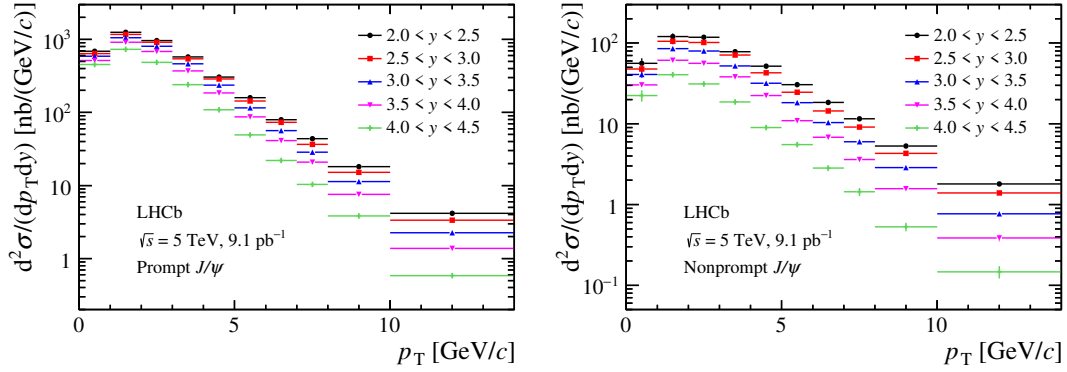 d²σ/(dp_Tdy) [nb/(GeV/c)]
10³
10²
10
1
2.0 < y < 2.5
2.5 < y < 3.0
3.0 < y < 3.5
3.5 < y < 4.0
4.0 < y < 4.5
LHCb
√s = 5 TeV, 9.1 pb⁻¹
Prompt J/ψ
0 5 10
p_T [GeV/c]
d²σ/(dp_Tdy) [nb/(GeV/c)]
10²
10
1
10⁻¹
2.0 < y < 2.5
2.5 < y < 3.0
3.0 < y < 3.5
3.5 < y < 4.0
4.0 < y < 4.5
LHCb
√s = 5 TeV, 9.1 pb⁻¹
Nonprompt J/ψ
0 5 10
p_T [GeV/c]